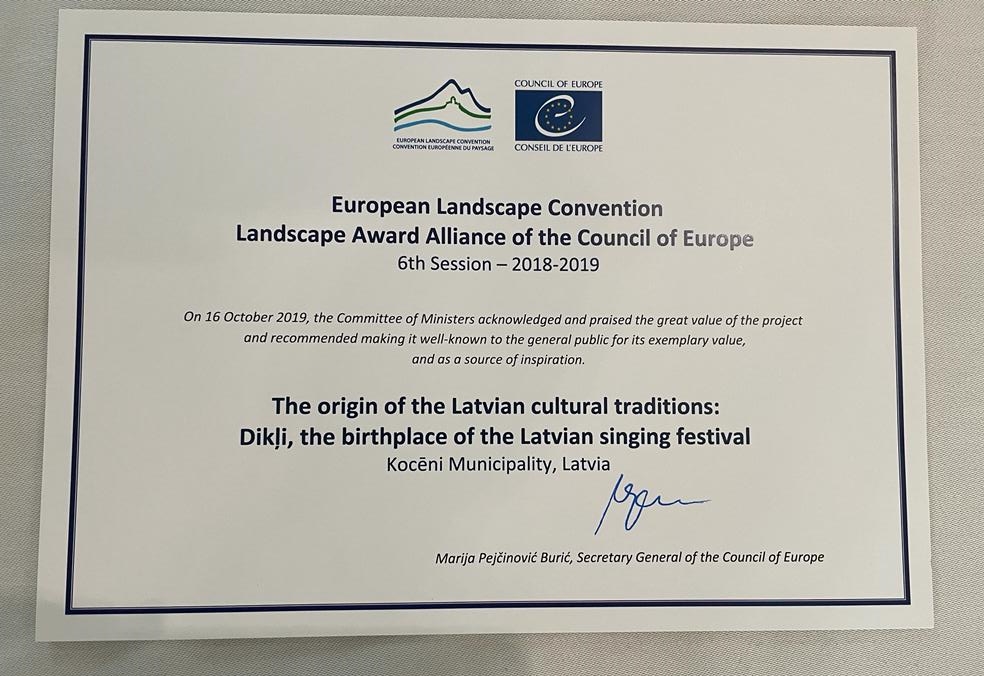 COUNCIL OF EUROPE
EUROPEAN LANDSCAPE CONVENTION
CONVENTION EUROPÉENNE DU PAYSAGE
CONSEIL DE L'EUROPE
European Landscape Convention
Landscape Award Alliance of the Council of Europe
6th Session – 2018-2019
On 16 October 2019, the Committee of Ministers acknowledged and praised the great value of the project
and recommended making it well-known to the general public for its exemplary value,
and as a source of inspiration.
The origin of the Latvian cultural traditions:
Dikļi, the birthplace of the Latvian singing festival
Kocēni Municipality, Latvia
Marija Pejčinović Burić, Secretary General of the Council of Europe